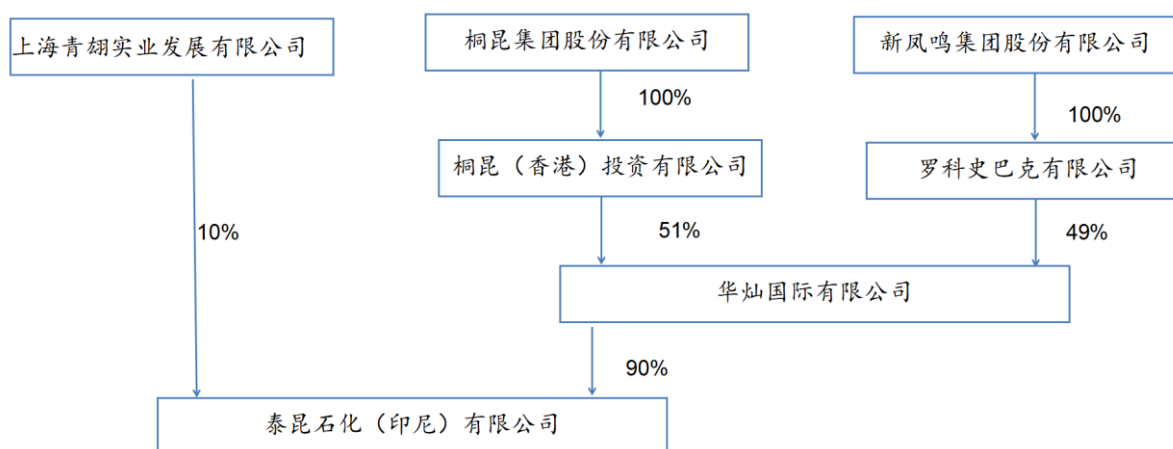 上海青翃实业发展有限公司
桐昆集团股份有限公司
新凤鸣集团股份有限公司
100%
100%
桐昆（香港）投资有限公司
罗科史巴克有限公司
10%
51%
49%
华灿国际有限公司
90%
泰昆石化（印尼）有限公司